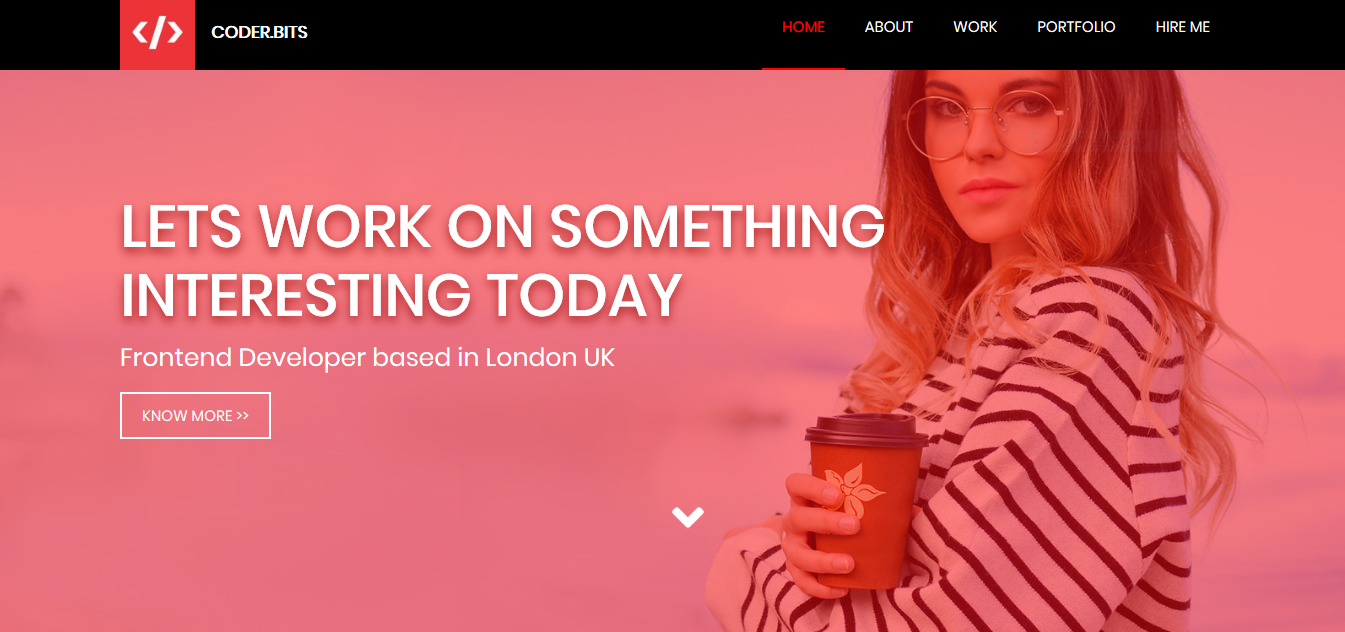 </>
CODER.BITS
HOME
ABOUT
WORK
PORTFOLIO
HIRE ME
LETS WORK ON SOMETHING
INTERESTING TODAY
Frontend Developer based in London UK
KNOW MORE >>